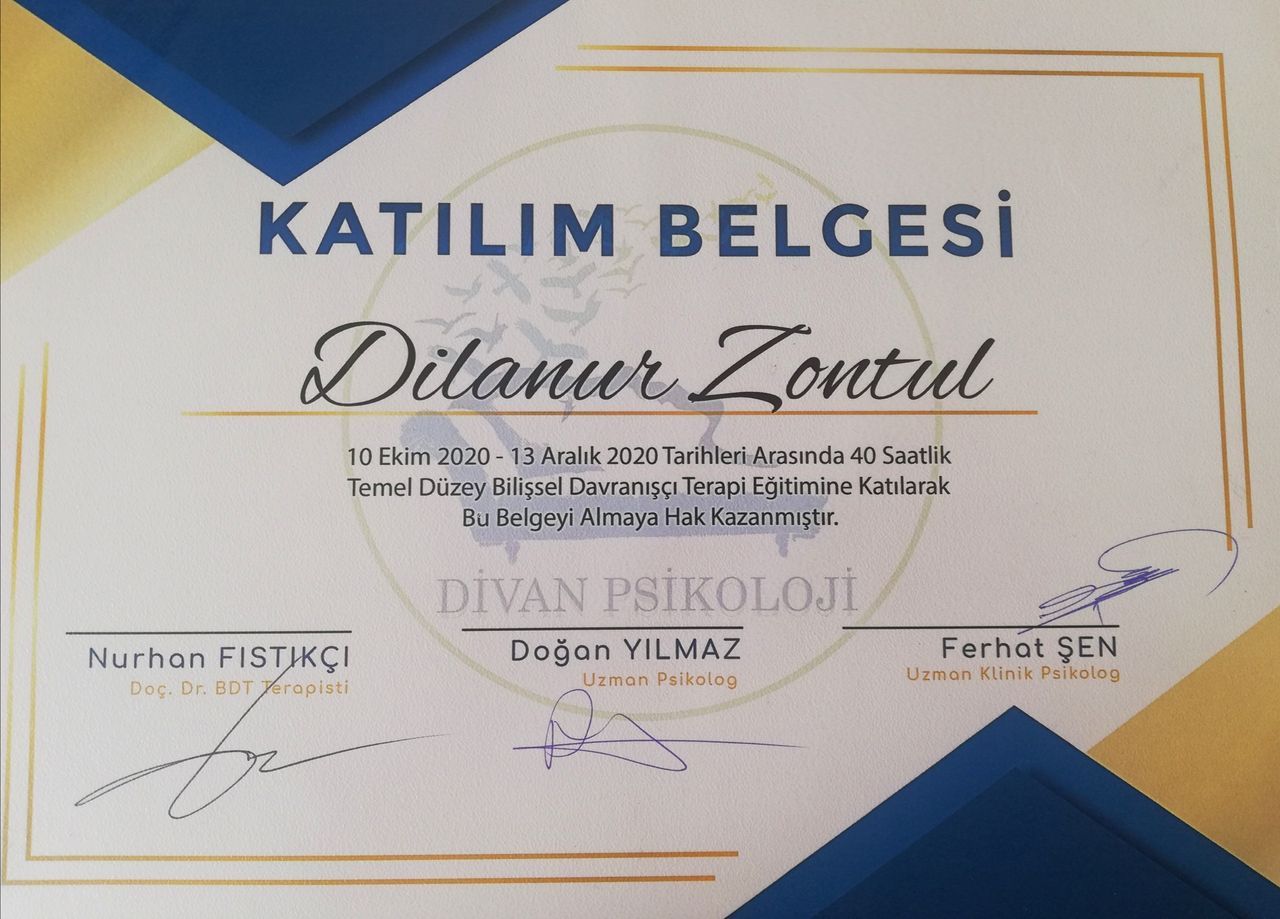 KATILIM BELGESİ
Dilanur Zontul
10 Ekim 2020 - 13 Aralık 2020 Tarihleri Arasında 40 Saatlik
Temel Düzey Bilişsel Davranışçı Terapi Eğitimine Katılarak
Bu Belgeyi Almaya Hak Kazanmıştır.
DİVAN PSİKOLOJİ
Nurhan FISTIKÇI
Doç. Dr. BDT Terapisti
Doğan YILMAZ
Uzman Psikolog
Ferhat ŞEN
Uzman Klinik Psikolog